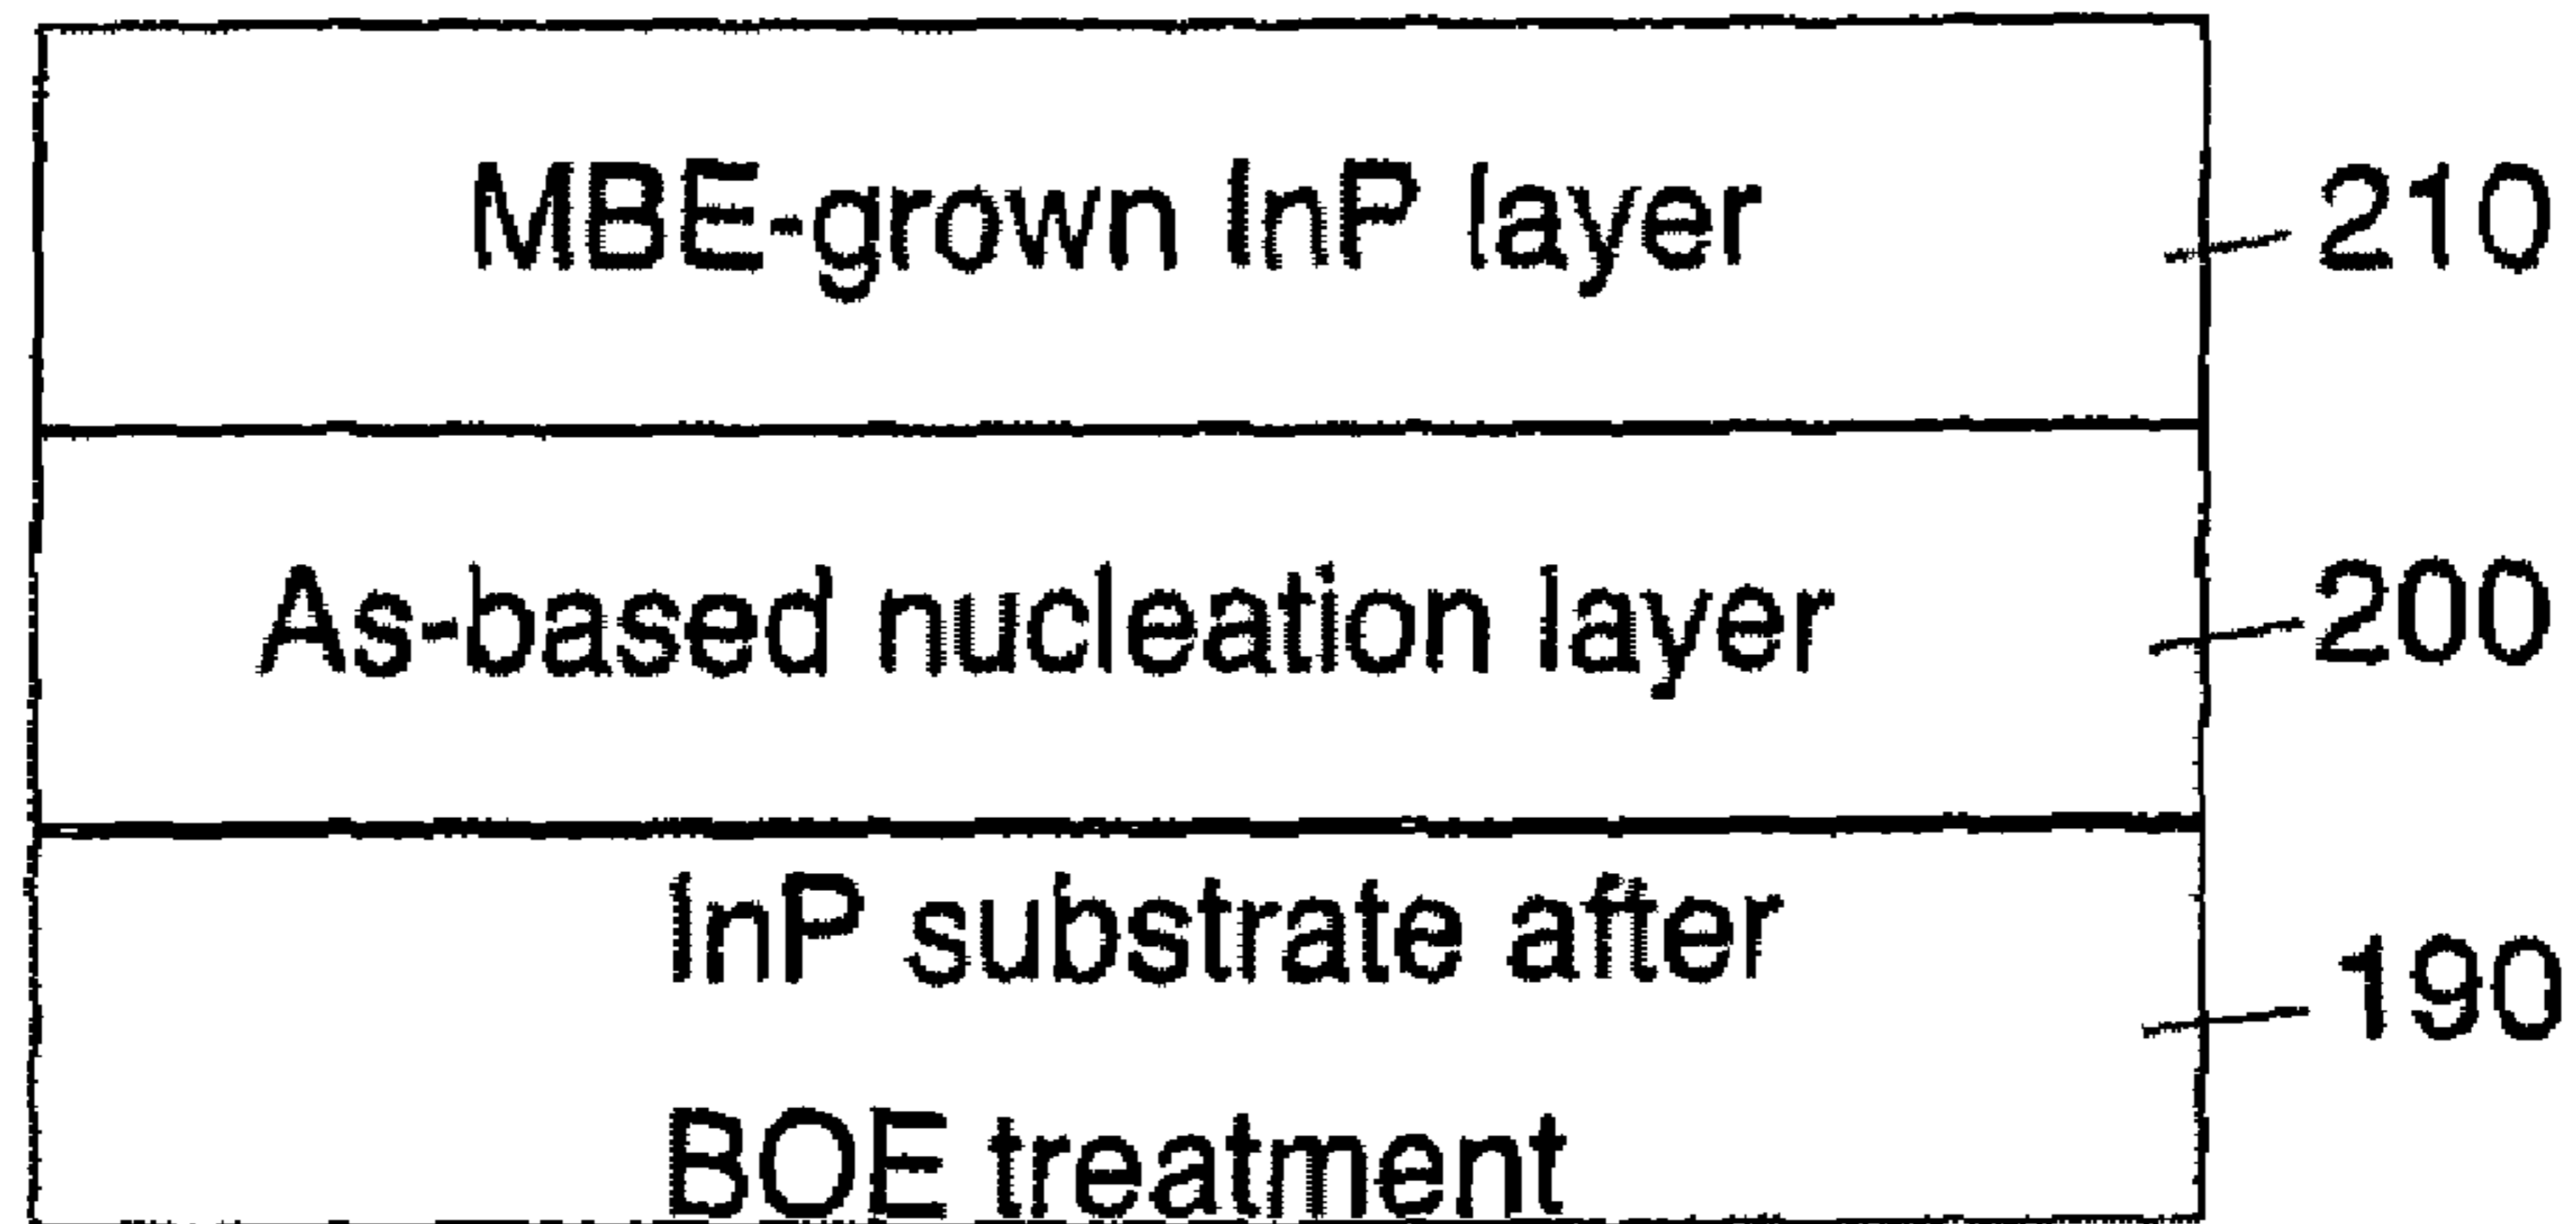 MBE-grown InP layer 210
As-based nucleation layer 200
InP substrate after
190
BOE treatment